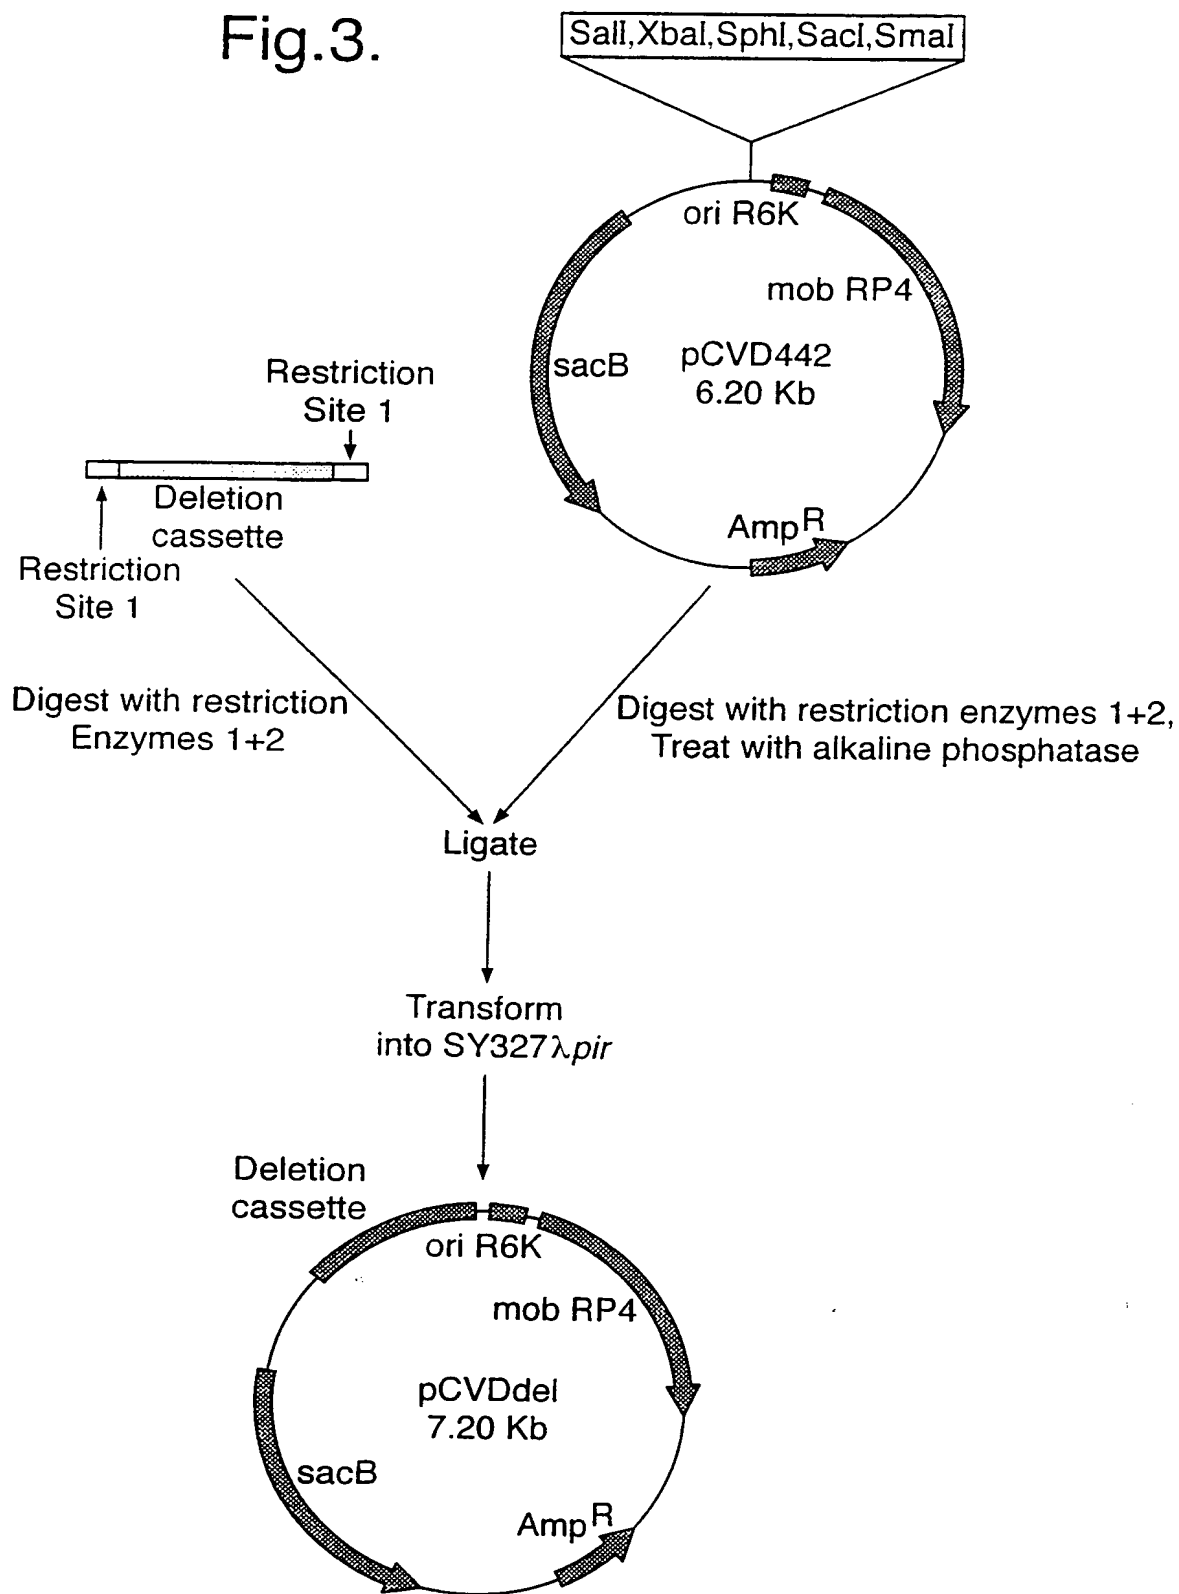 Fig.3.
SalI,XbaI,SphI,SacI,SmaI
ori R6K
mob RP4
sacB
pCVD442
6.20 Kb
Amp R
Restriction
Site 1
Deletion
cassette
Restriction
Site 1
Digest with restriction
Enzymes 1+2
Digest with restriction enzymes 1+2,
Treat with alkaline phosphatase
Ligate
Transform
into SY327λpir
Deletion
cassette
ori R6K
mob RP4
pCVDdel
7.20 Kb
sacB
Amp R